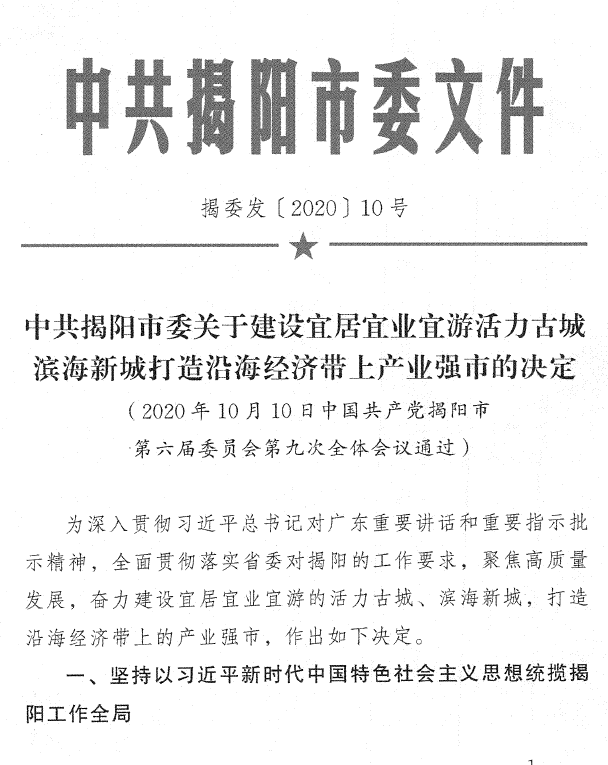 中共揭阳市委文件
揭委发〔2020〕10号
中共揭阳市委关于建设宜居宜业宜游活力古城
滨海新城打造沿海经济带上产业强市的决定
（2020年10月10日中国共产党揭阳市
第六届委员会第九次全体会议通过）
为深入贯彻习近平总书记对广东重要讲话和重要指示批
示精神，全面贯彻落实省委对揭阳的工作要求，聚焦高质量
发展，奋力建设宜居宜业宜游的活力古城、滨海新城，打造
沿海经济带上的产业强市，作出如下决定。
一、坚持以习近平新时代中国特色社会主义思想统揽揭
阳工作全局
1